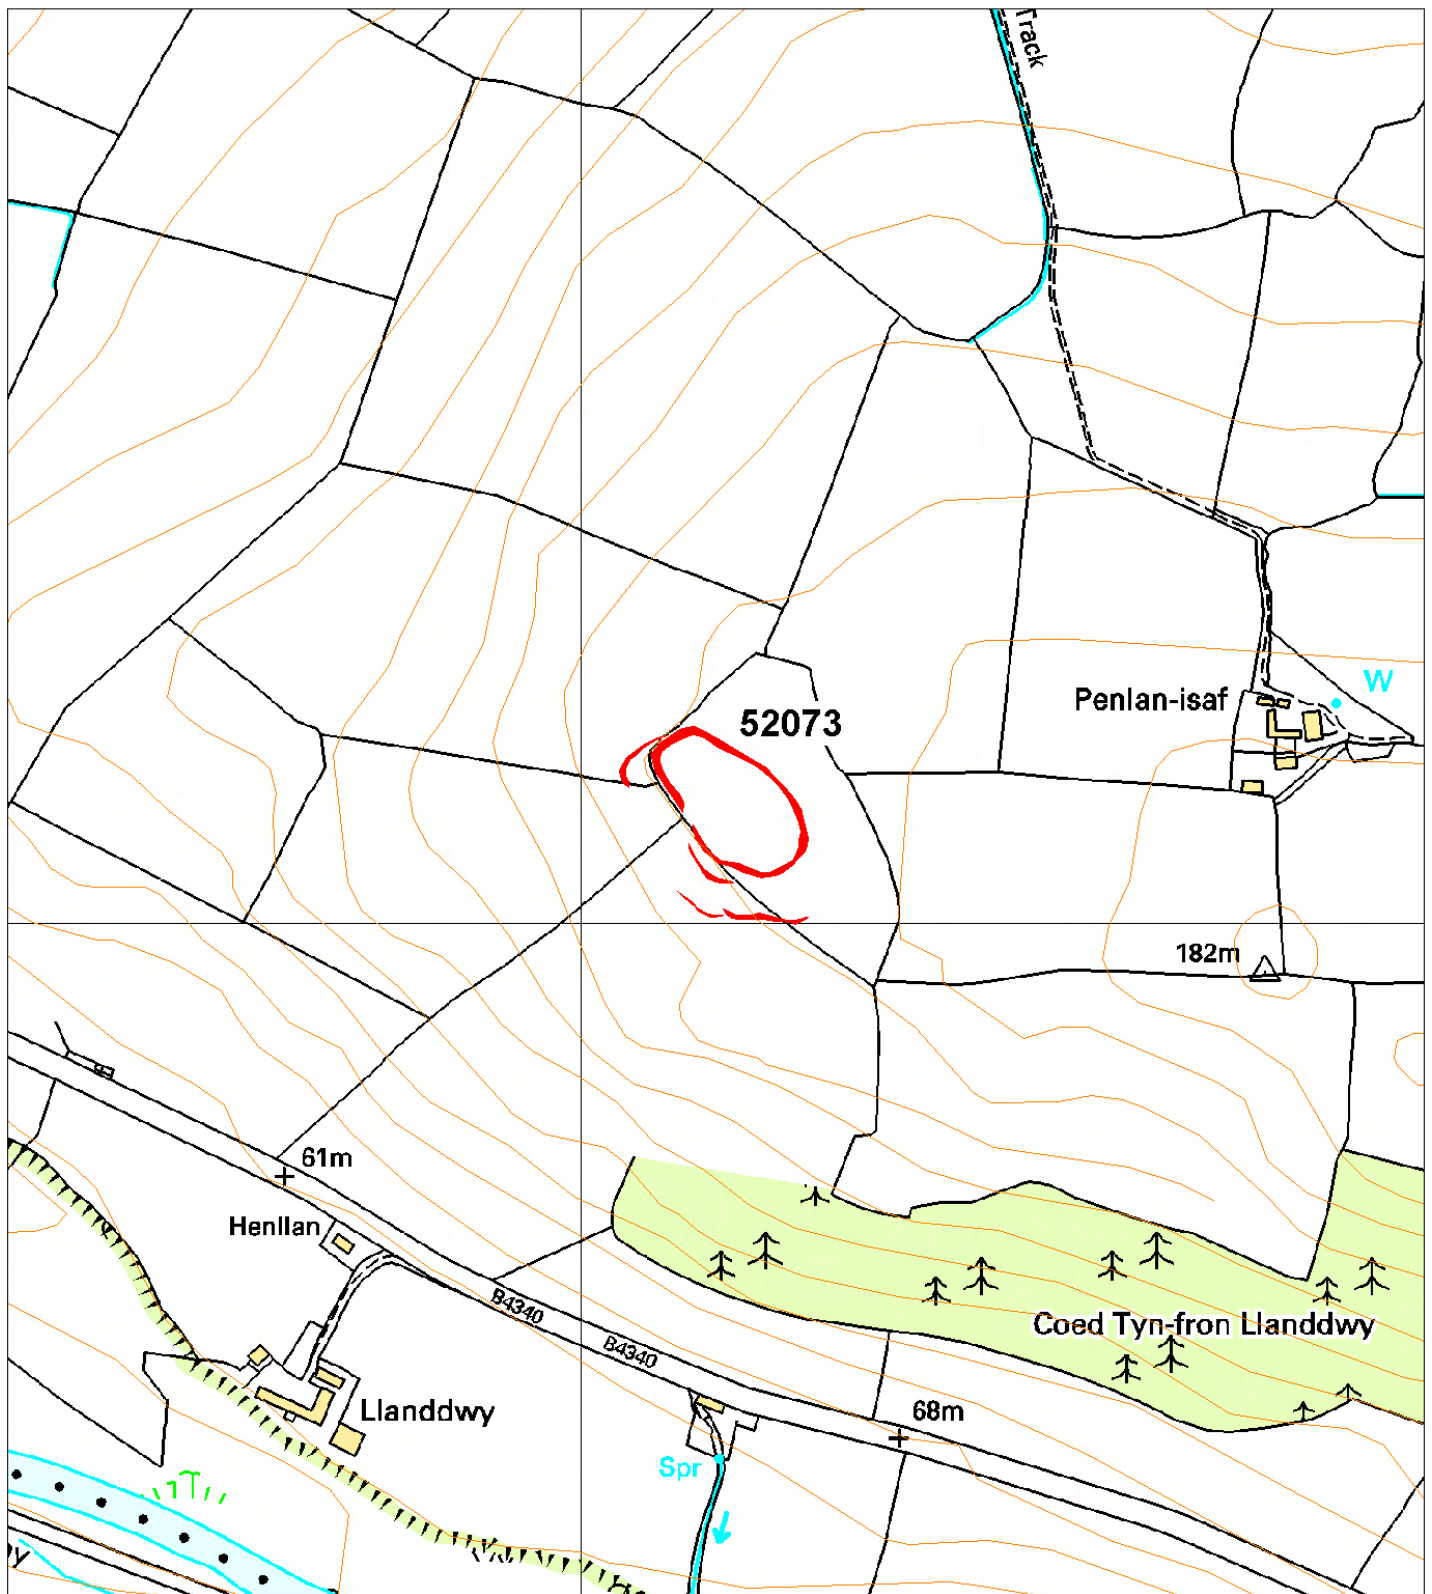 Track
W
Penlan-isaf
52073
182m
61m
Henllan
B4340
B4340
Coed Tyn-fron Llanddwy
Llanddwy
68m
Spr